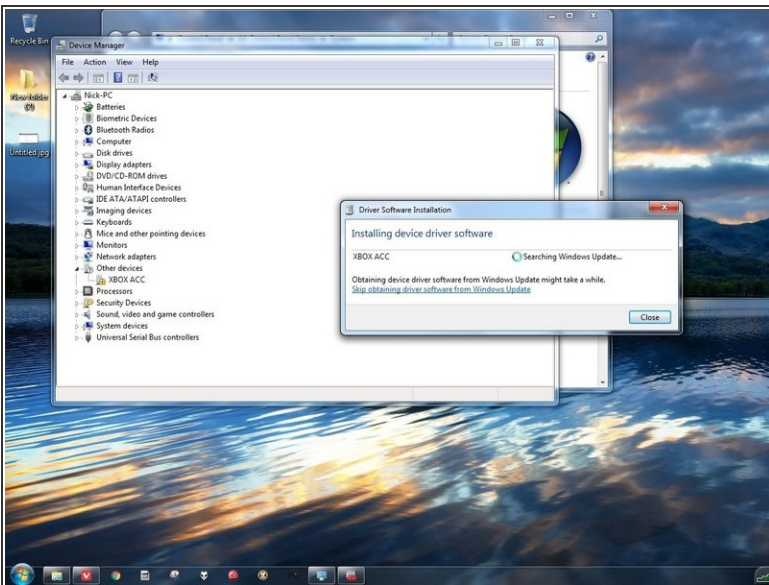 Recycle Bin
New folder
(2)
Untitled.jpg
Device Manager
File Action View Help
Nick-PC
Batteries
Biometric Devices
Bluetooth Radios
Computer
Disk drives
Display adapters
DVD/CD-ROM drives
Human Interface Devices
IDE ATA/ATAPI controllers
Imaging devices
Keyboards
Mice and other pointing devices
Monitors
Network adapters
Other devices
XBOX ACC
Processors
Security Devices
Sound, video and game controllers
System devices
Universal Serial Bus controllers
Driver Software Installation
Installing device driver software
XBOX ACC Searching Windows Update...
Obtaining device driver software from Windows Update might take a while.
Skip obtaining driver software from Windows Update
Close